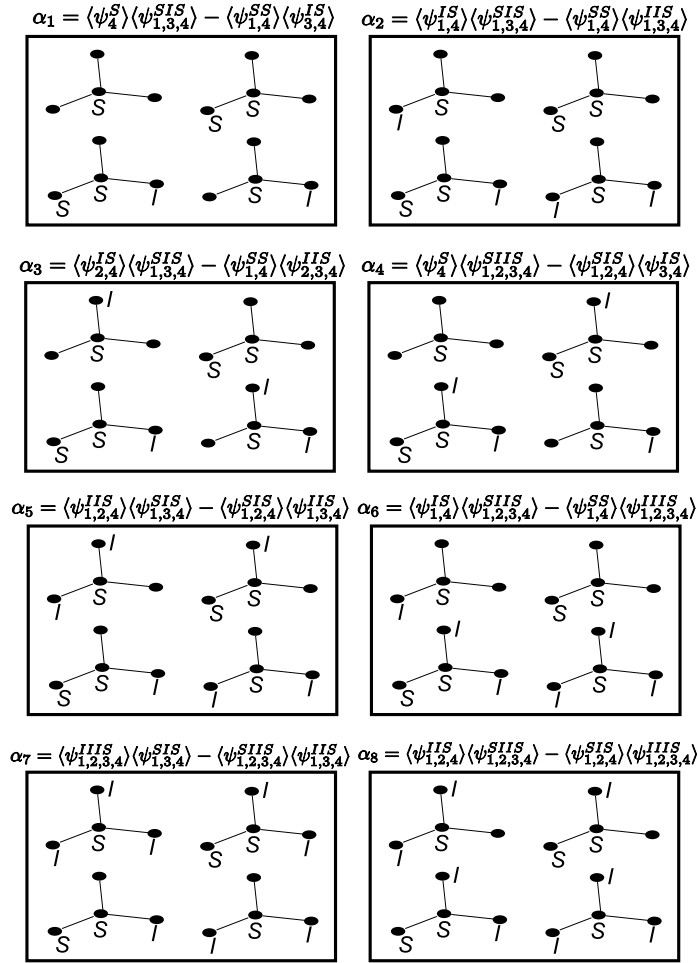 α₁ = ⟨ψ₄^S⟩⟨ψ_{1,3,4}^{SIS}⟩ − ⟨ψ_{1,4}^{SS}⟩⟨ψ_{3,4}^{IS}⟩
S S S
S S I S I
α₂ = ⟨ψ_{1,4}^{IS}⟩⟨ψ_{1,3,4}^{SIS}⟩ − ⟨ψ_{1,4}^{SS}⟩⟨ψ_{1,3,4}^{IIS}⟩
I S S S
S S I I S I
α₃ = ⟨ψ_{2,4}^{IS}⟩⟨ψ_{1,3,4}^{SIS}⟩ − ⟨ψ_{1,4}^{SS}⟩⟨ψ_{2,3,4}^{IIS}⟩
I
S S S
I
S S I S I
α₄ = ⟨ψ₄^S⟩⟨ψ_{1,2,3,4}^{SIIS}⟩ − ⟨ψ_{1,2,4}^{SIS}⟩⟨ψ_{3,4}^{IS}⟩
I
S S S
I
S S I S I
α₅ = ⟨ψ_{1,2,4}^{IIS}⟩⟨ψ_{1,3,4}^{SIS}⟩ − ⟨ψ_{1,2,4}^{SIS}⟩⟨ψ_{1,3,4}^{IIS}⟩
I I
I S S S
S S I I S I
α₆ = ⟨ψ_{1,4}^{IS}⟩⟨ψ_{1,2,3,4}^{SIIS}⟩ − ⟨ψ_{1,4}^{SS}⟩⟨ψ_{1,2,3,4}^{IIIS}⟩
I S S S
I I
S S I I S I
α₇ = ⟨ψ_{1,2,3,4}^{IIIS}⟩⟨ψ_{1,3,4}^{SIS}⟩ − ⟨ψ_{1,2,3,4}^{SIIS}⟩⟨ψ_{1,3,4}^{IIS}⟩
I I
I S I S S I
S S I I S I
α₈ = ⟨ψ_{1,2,4}^{IIS}⟩⟨ψ_{1,2,3,4}^{SIIS}⟩ − ⟨ψ_{1,2,4}^{SIS}⟩⟨ψ_{1,2,3,4}^{IIIS}⟩
I I
I S S S
I I
S S I I S I